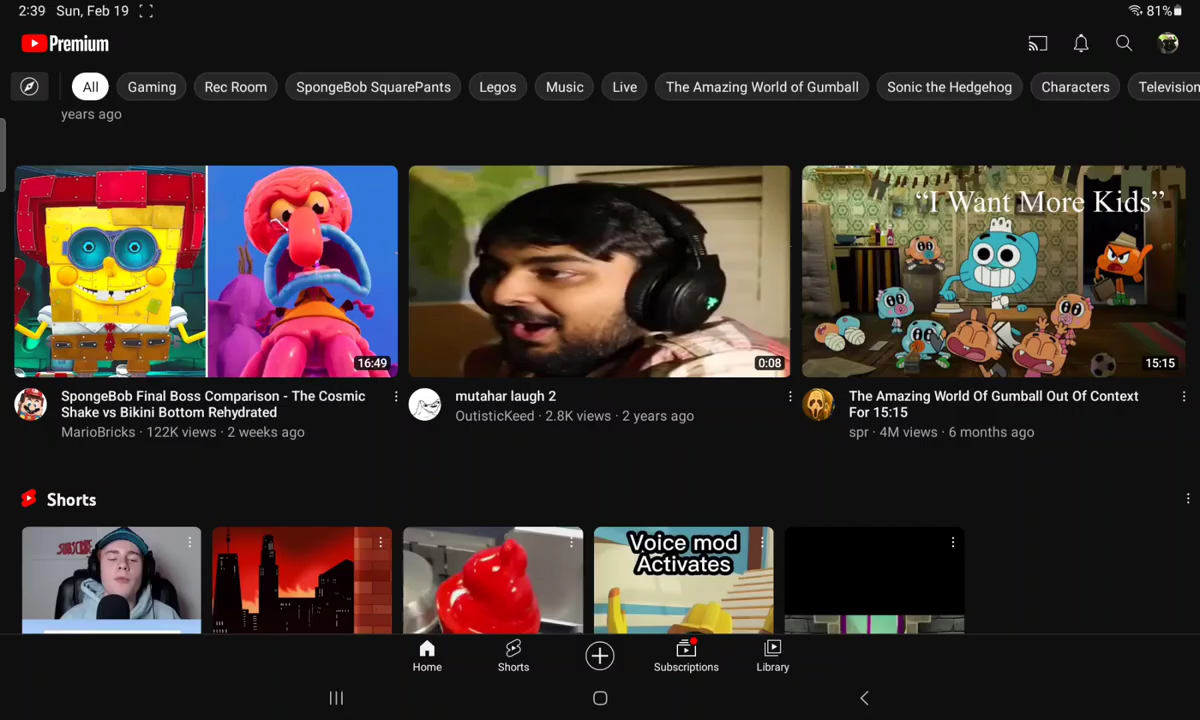 2:39 Sun, Feb 19 81%
Premium
All Gaming Rec Room SpongeBob SquarePants Legos Music Live The Amazing World of Gumball Sonic the Hedgehog Characters Television
years ago
“I Want More Kids”
16:49 0:08 15:15
SpongeBob Final Boss Comparison - The Cosmic
Shake vs Bikini Bottom Rehydrated
MarioBricks · 122K views · 2 weeks ago
mutahar laugh 2
OutisticKeed · 2.8K views · 2 years ago
The Amazing World Of Gumball Out Of Context
For 15:15
spr · 4M views · 6 months ago
Shorts
SUBSCRIBE
Voice mod
Activates
Home Shorts Subscriptions Library